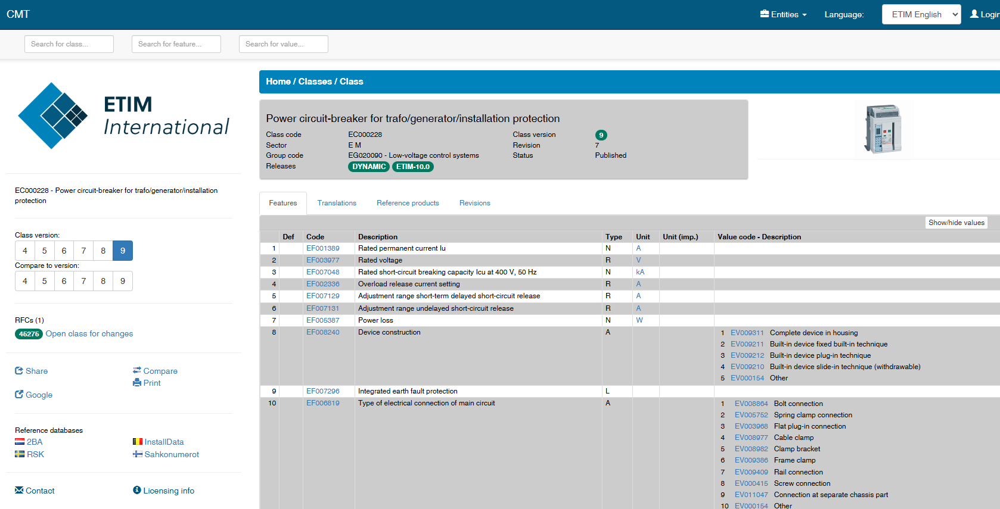 CMT
Entities
Language:
ETIM English
Login
Search for class...
Search for feature...
Search for value...
ETIM
International
EC000228 - Power circuit-breaker for trafo/generator/installation
protection
Class version:
4 5 6 7 8 9
Compare to version:
4 5 6 7 8 9
RFCs (1)
45275 Open class for changes
Share
Compare
Print
Google
Reference databases
2BA
InstallData
RSK
Sahkonumerot
Contact
Licensing info
Home / Classes / Class
Power circuit-breaker for trafo/generator/installation protection
Class code EC000228 Class version 9
Sector E M Revision 7
Group code EG020090 - Low-voltage control systems Status Published
Releases DYNAMIC ETIM-10.0
Features Translations Reference products Revisions
Show/hide values
Def Code Description Type Unit Unit (imp.) Value code - Description
1 EF001389 Rated permanent current Iu N A
2 EF003977 Rated voltage R V
3 EF007048 Rated short-circuit breaking capacity Icu at 400 V, 50 Hz N kA
4 EF002336 Overload release current setting R A
5 EF007129 Adjustment range short-term delayed short-circuit release R A
6 EF007131 Adjustment range undelayed short-circuit release R A
7 EF005387 Power loss N W
8 EF008240 Device construction A
1 EV009311 Complete device in housing
2 EV009211 Built-in device fixed built-in technique
3 EV009212 Built-in device plug-in technique
4 EV009210 Built-in device slide-in technique (withdrawable)
5 EV000154 Other
9 EF007296 Integrated earth fault protection L
10 EF006819 Type of electrical connection of main circuit A
1 EV008864 Bolt connection
2 EV005752 Spring clamp connection
3 EV003968 Flat plug-in connection
4 EV008977 Cable clamp
5 EV008982 Clamp bracket
6 EV009386 Frame clamp
7 EV009409 Rail connection
8 EV000415 Screw connection
9 EV011047 Connection at separate chassis part
10 EV000154 Other